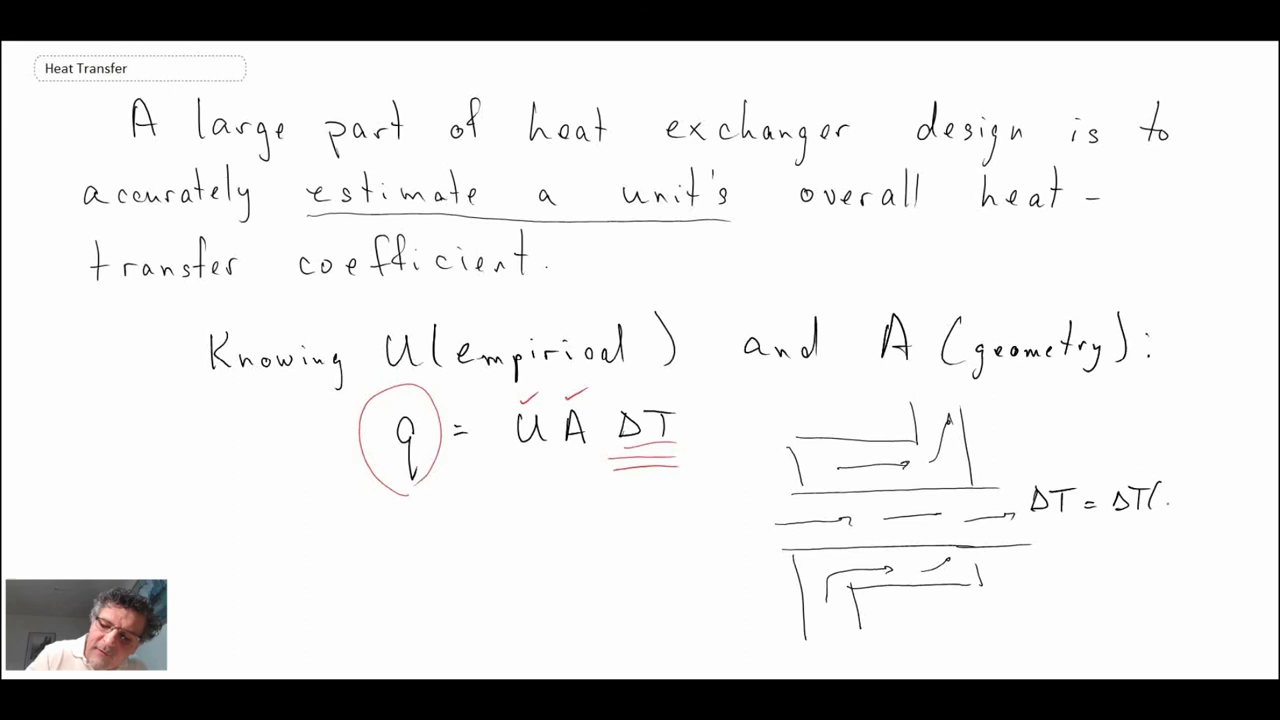 Heat Transfer
A large part of heat exchanger design is to
accurately estimate a unit's overall heat-
transfer coefficient.
Knowing U(empirical) and A (geometry):
q = U A ΔT
ΔT = ΔT(